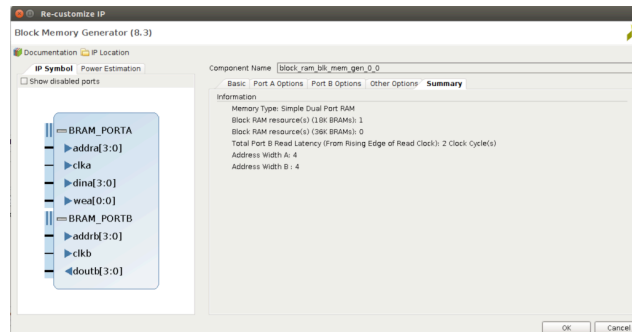 Re-customize IP
Block Memory Generator (8.3)
Documentation IP Location
IP Symbol Power Estimation
Show disabled ports
BRAM_PORTA
addra[3:0]
clka
dina[3:0]
wea[0:0]
BRAM_PORTB
addrb[3:0]
clkb
doutb[3:0]
Component Name block_ram_blk_mem_gen_0_0
Basic Port A Options Port B Options Other Options Summary
Information
Memory Type: Simple Dual Port RAM
Block RAM resource(s) (18K BRAMs): 1
Block RAM resource(s) (36K BRAMs): 0
Total Port B Read Latency (From Rising Edge of Read Clock): 2 Clock Cycle(s)
Address Width A: 4
Address Width B : 4
OK Cancel